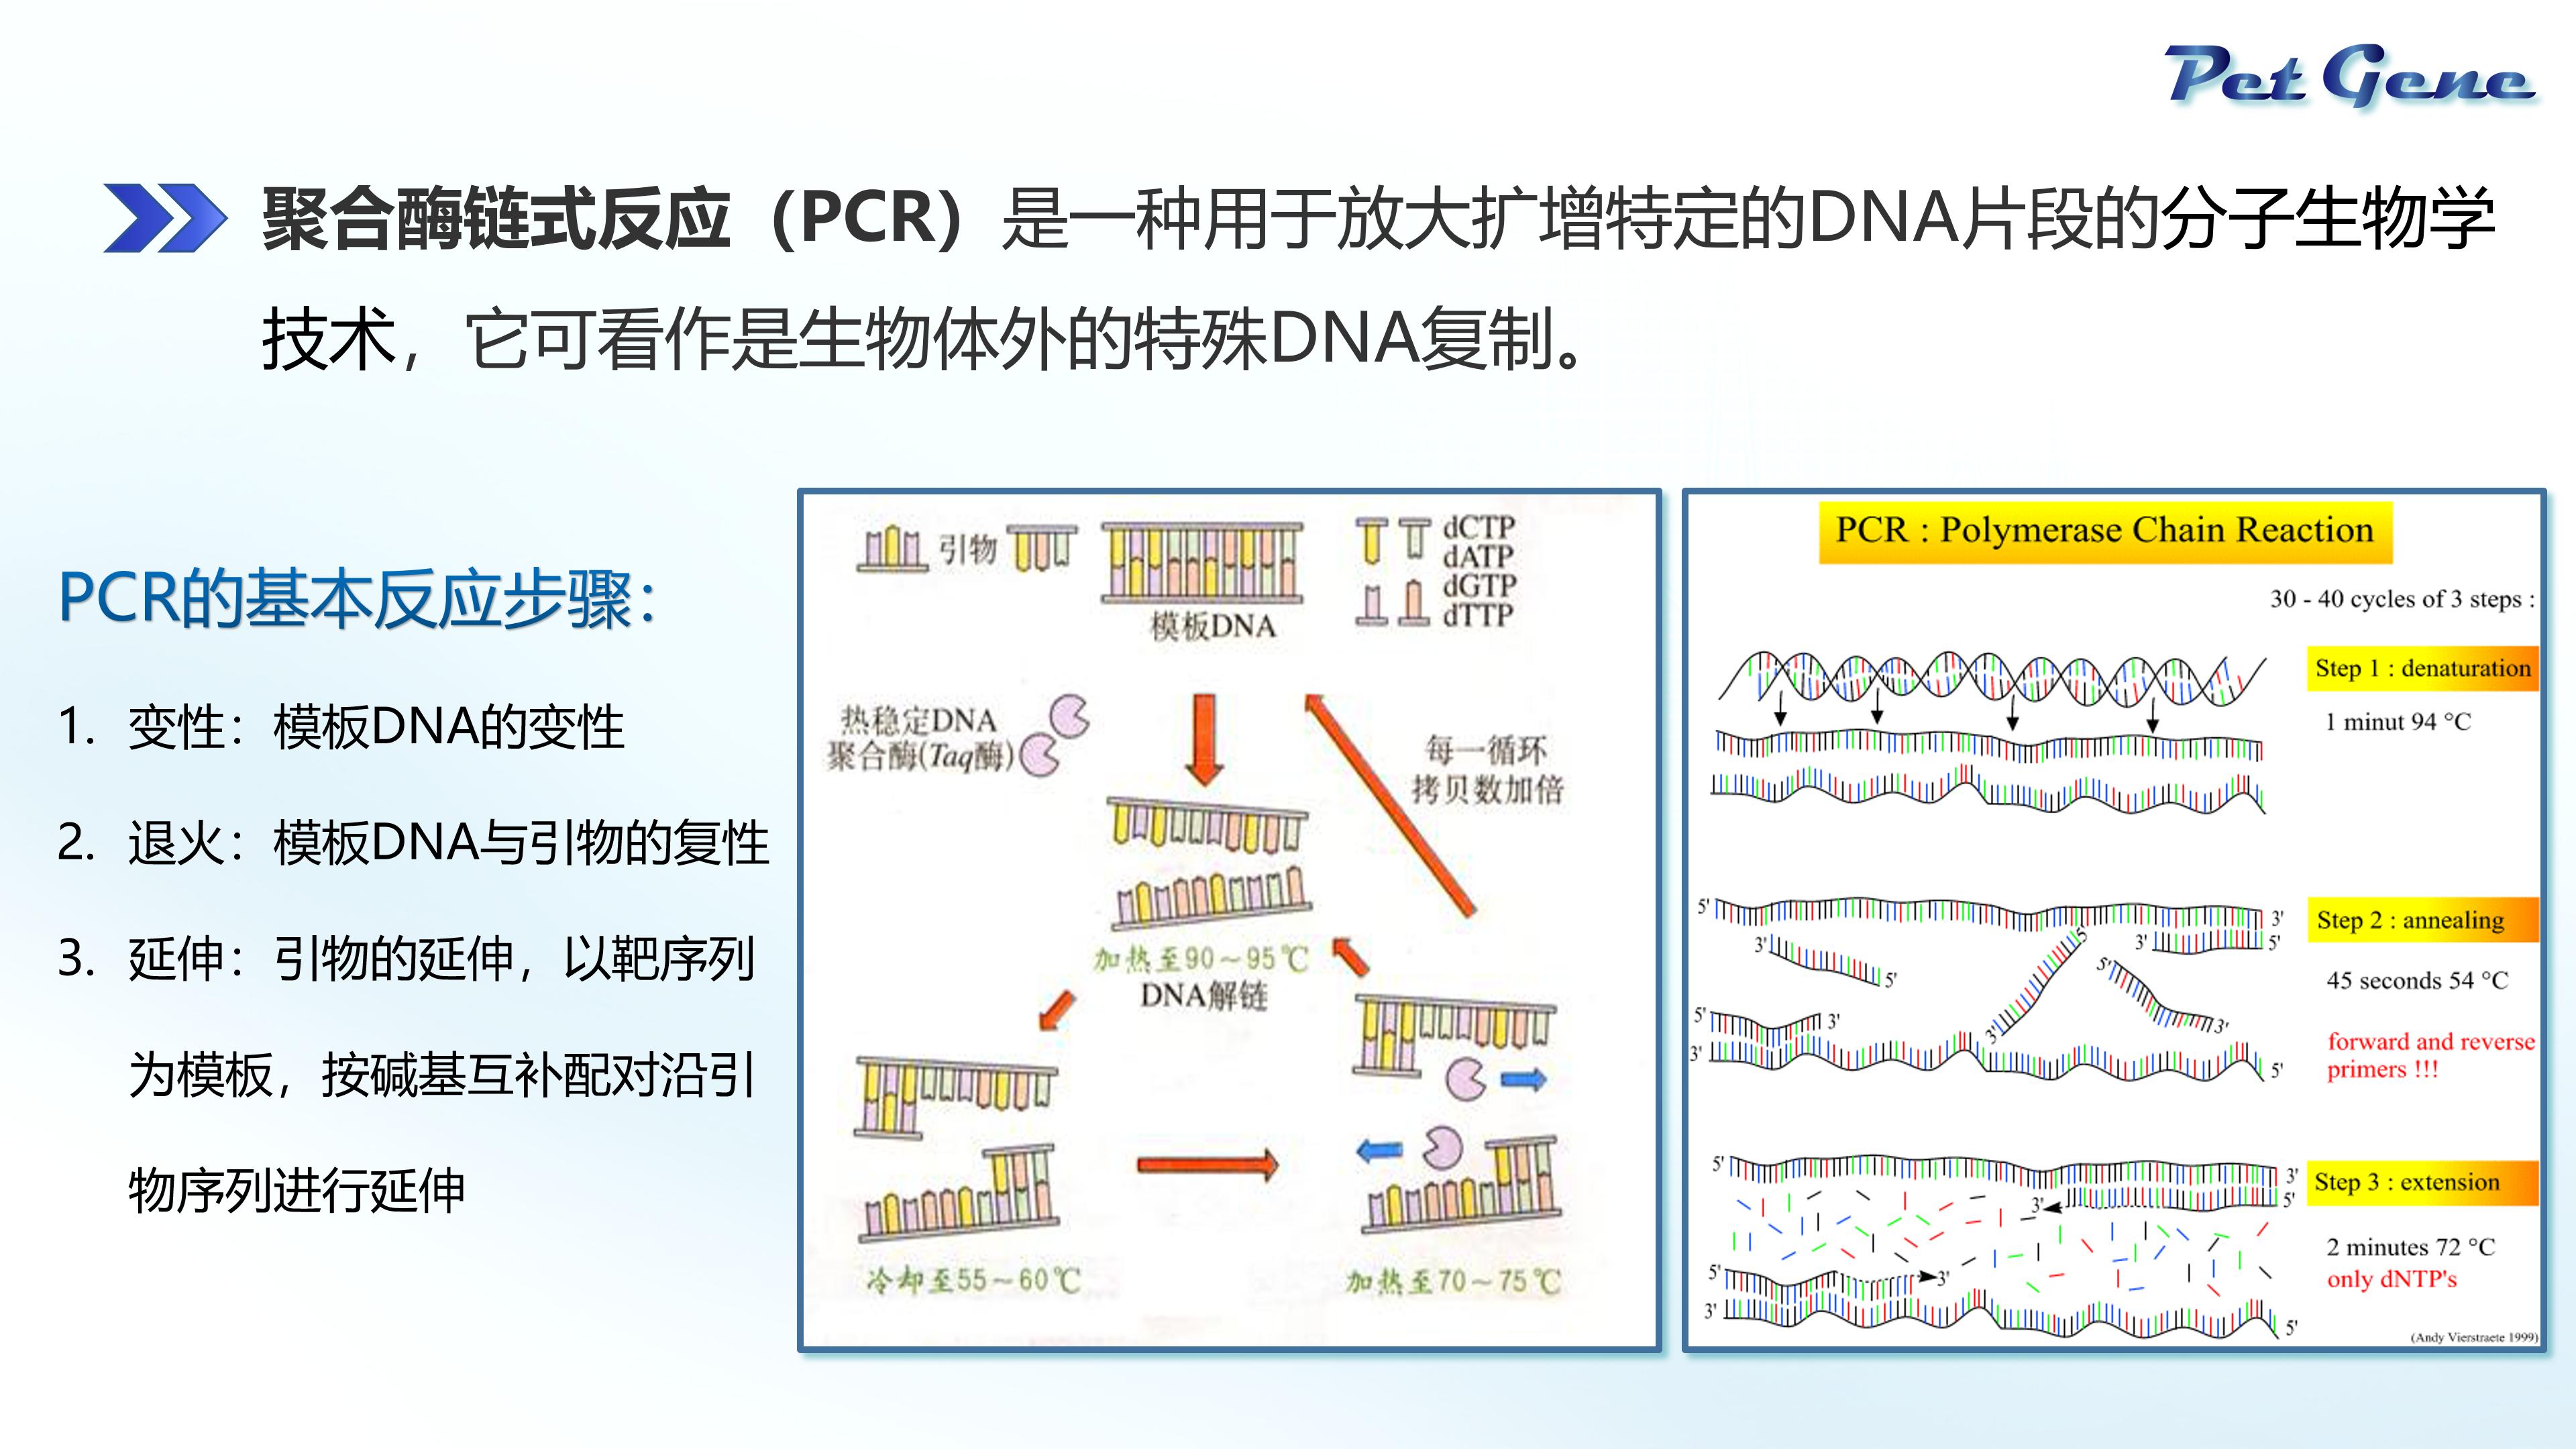 Pet Gene
聚合酶链式反应（PCR）是一种用于放大扩增特定的DNA片段的分子生物学
技术，它可看作是生物体外的特殊DNA复制。
PCR的基本反应步骤：
1. 变性：模板DNA的变性
2. 退火：模板DNA与引物的复性
3. 延伸：引物的延伸，以靶序列
为模板，按碱基互补配对沿引
物序列进行延伸
引物
模板DNA
dCTP
dATP
dGTP
dTTP
热稳定DNA
聚合酶(Taq酶)
每一循环
拷贝数加倍
加热至90～95℃
DNA解链
冷却至55～60℃
加热至70～75℃
PCR : Polymerase Chain Reaction
30 - 40 cycles of 3 steps :
Step 1 : denaturation
1 minut 94 °C
5'
3'
Step 2 : annealing
3'
5'
5'
3'
5'
5'
45 seconds 54 °C
5'
3'
3'
3'
forward and reverse
3'
5'
primers !!!
5'
3'
Step 3 : extension
3'
5'
2 minutes 72 °C
5'
3'
only dNTP's
3'
5'
(Andy Vierstraete 1999)